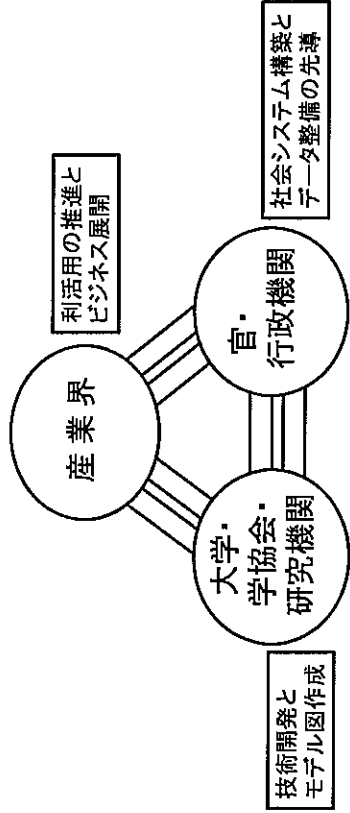 産業界
利活用の推進と
ビジネス展開
大学・
学協会・
研究機関
技術開発と
モデル図作成
官・
行政機関
社会システム構築と
データ整備の先導